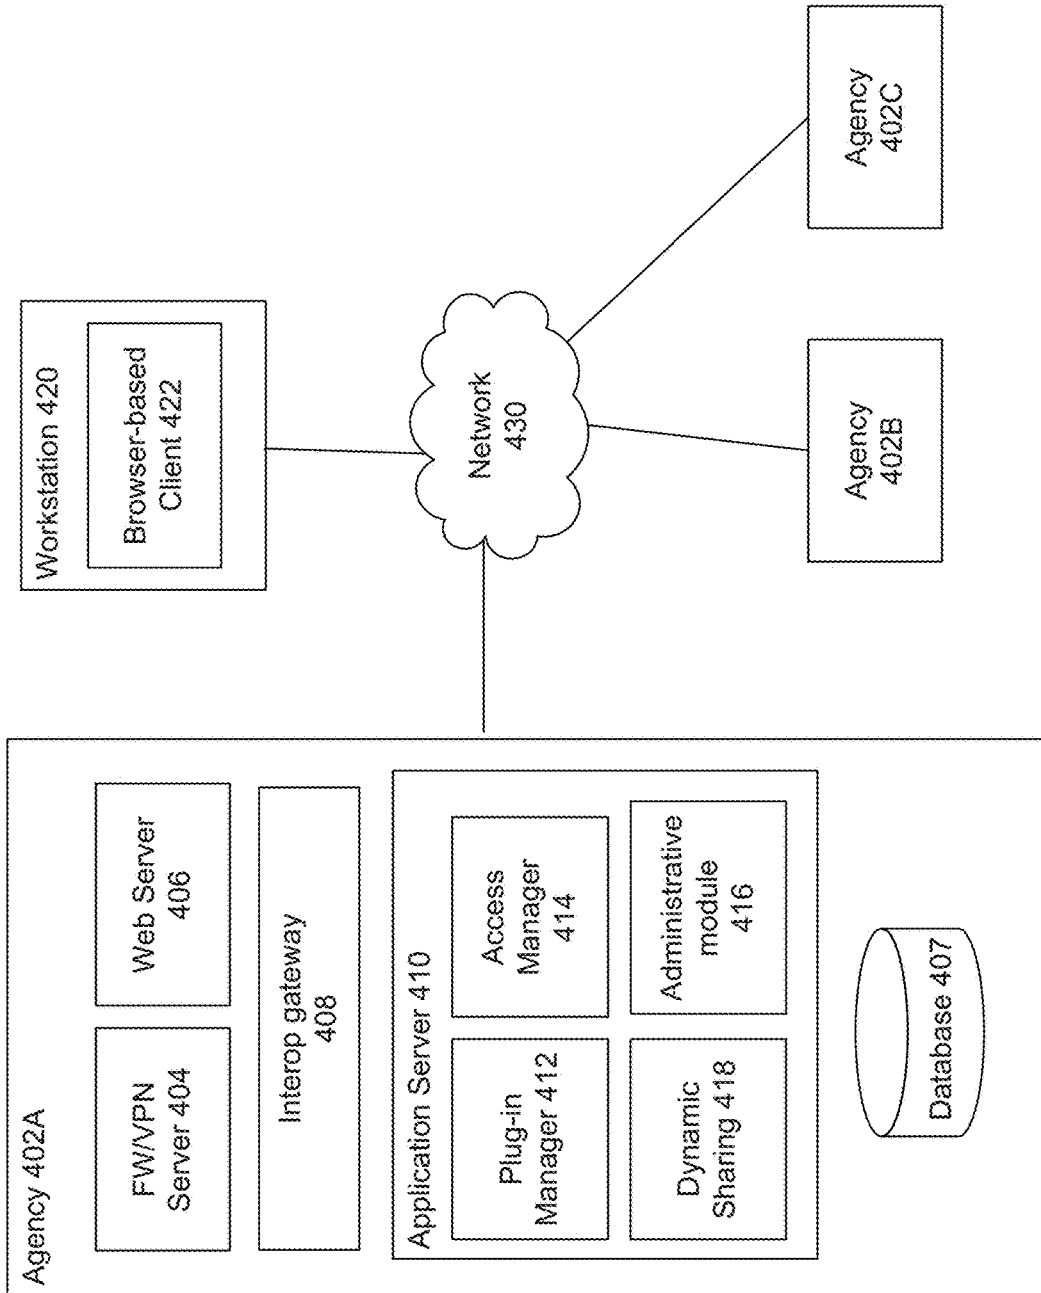 Agency 402A
FW/VPN
Server 404
Web Server
406
Interop gateway
408
Application Server 410
Plug-in
Manager 412
Access
Manager
414
Dynamic
Sharing 418
Administrative
module
416
Database 407
Workstation 420
Browser-based
Client 422
Network
430
Agency
402B
Agency
402C